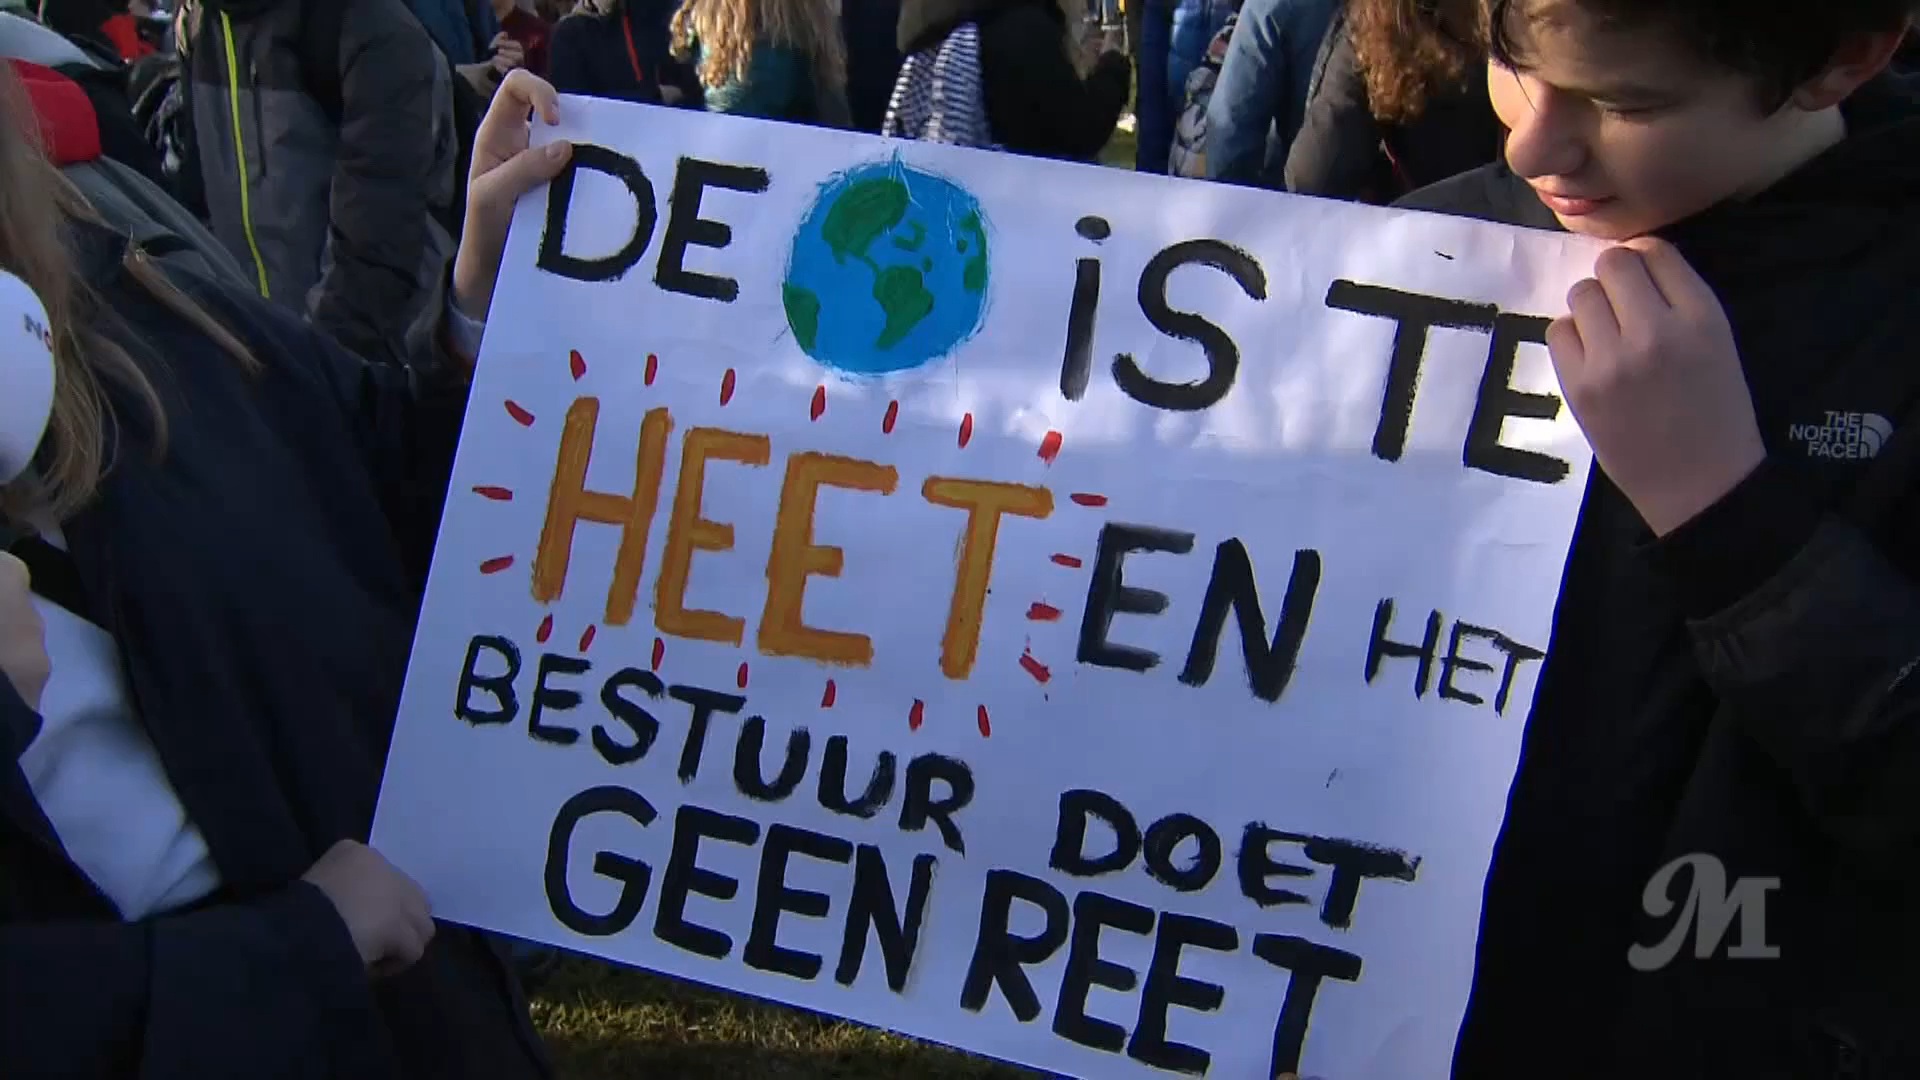 DE iS TE
HEET EN HET
BESTUUR DOET
GEEN REET
THE
NORTH
FACE
M